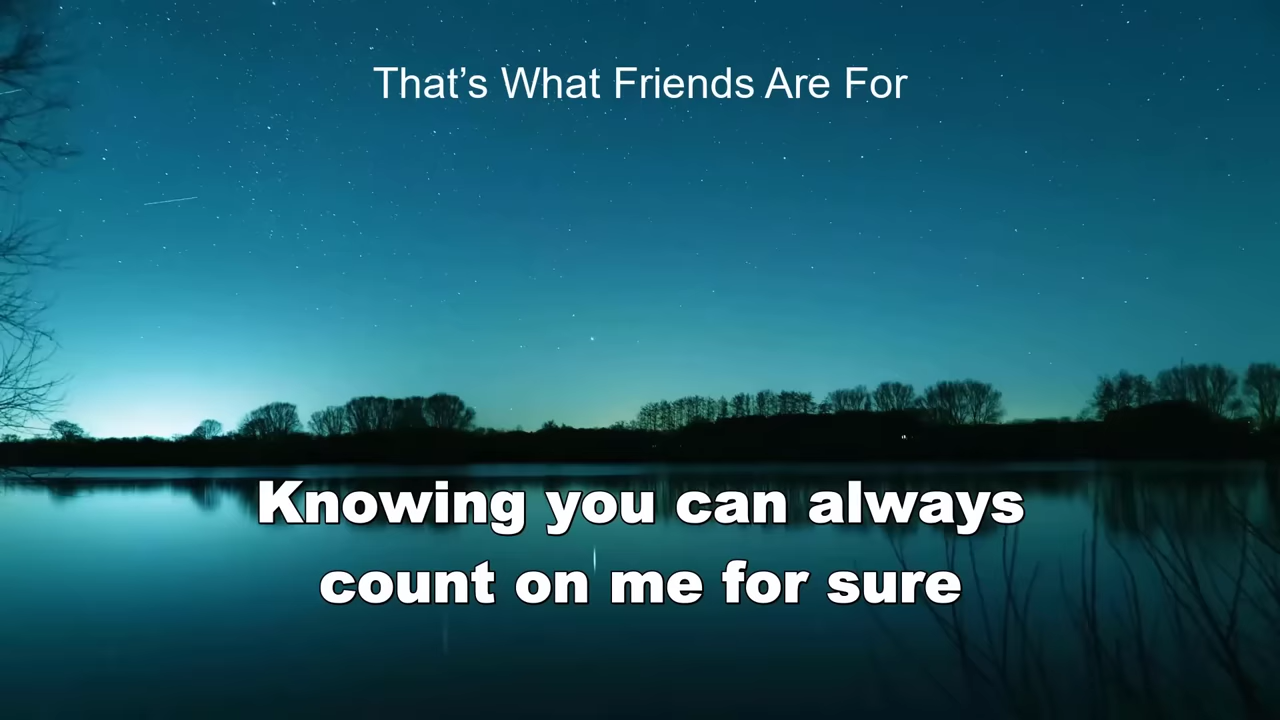 That’s What Friends Are For
Knowing you can always
count on me for sure